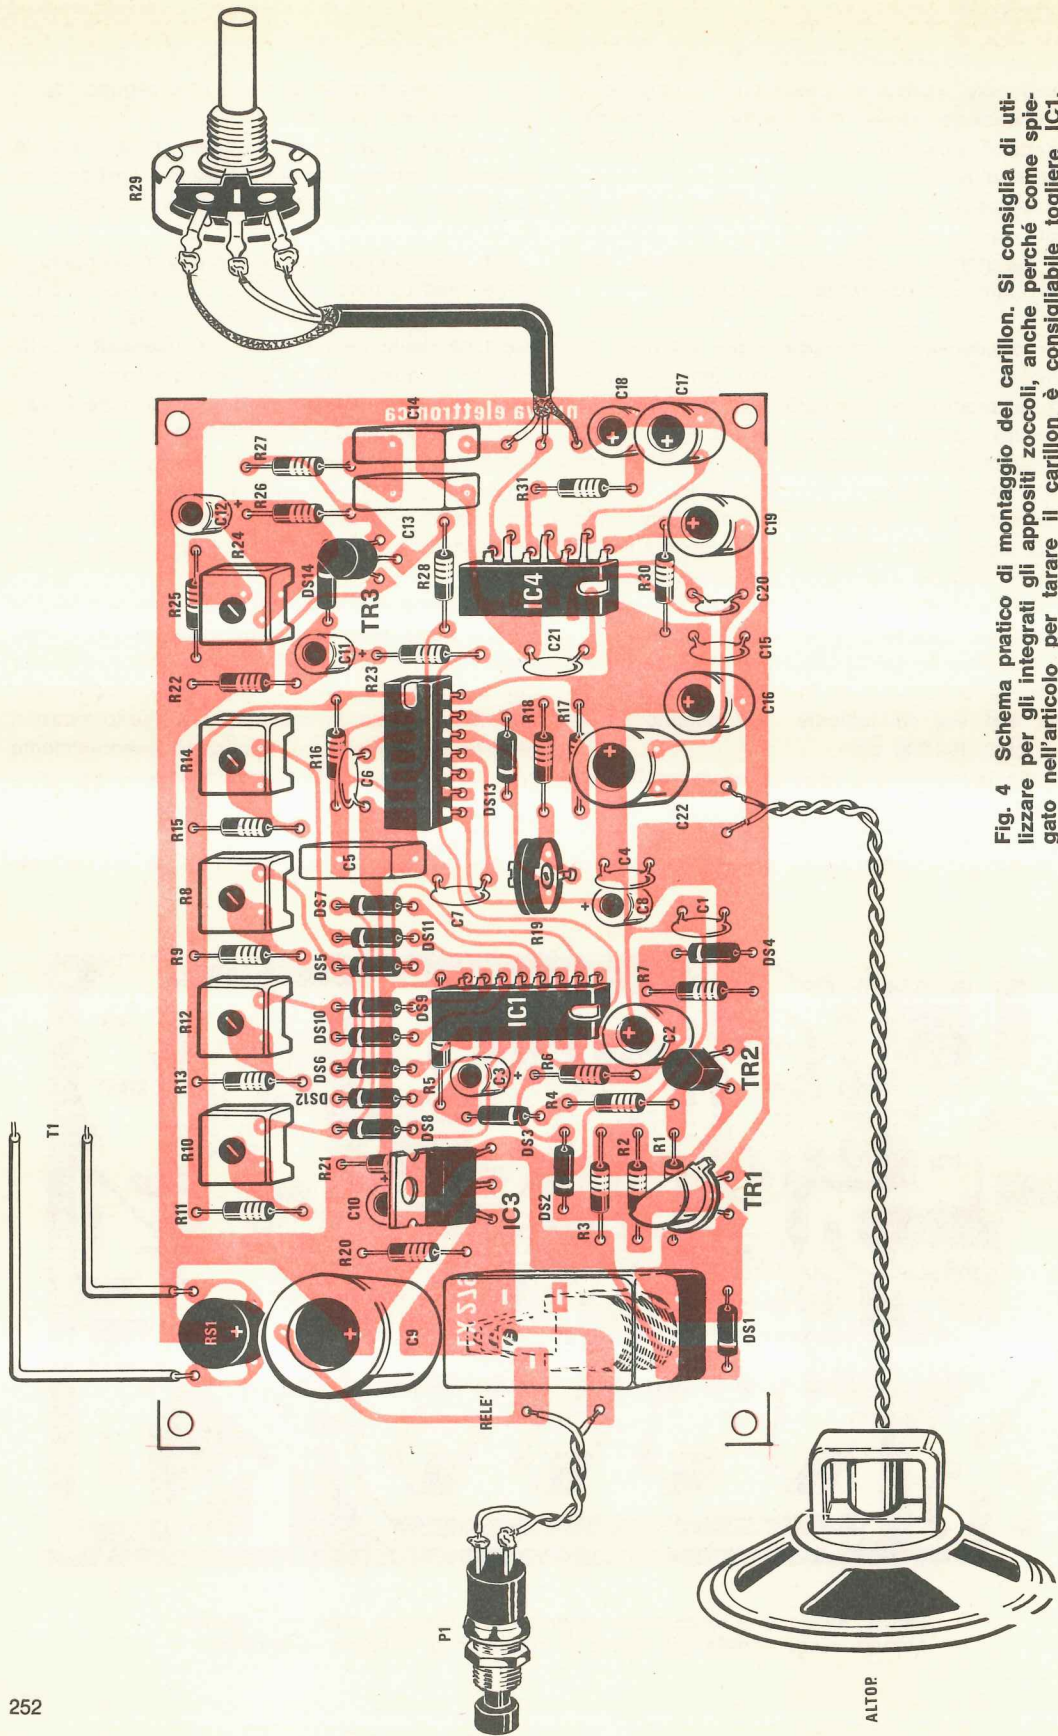 252
R29
T1
RS1
+
C9
RELE'
P1
ALTOP.
DS1
TX 275
R11
R10
R13
R12
R9
R8
R15
R14
R22
R25
R24
C12
+
R26
R27
C14
C13
nuova elettronica
DS14
TR3
C11
+
R23
R28
R16
C6
C5
DS7
DS11
DS5
DS9
DS10
DS6
DS12
DS8
R21
C10
+
IC3
R20
R5
C3
+
DS3
R6
R4
DS2
R3
R2
R1
TR1
TR2
C2
+
IC1
R7
DS4
C1
C8
+
C4
R19
C7
DS13
R18
R17
C22
+
C16
+
C15
C20
C19
+
R30
C21
IC4
R31
C18
+
C17
+
Fig. 4 Schema pratico di montaggio del carillon. Si consiglia di uti-
lizzare per gli integrati gli appositi zoccoli, anche perché come spie-
gato nell'articolo per tarare il carillon è consigliabile togliere IC1.